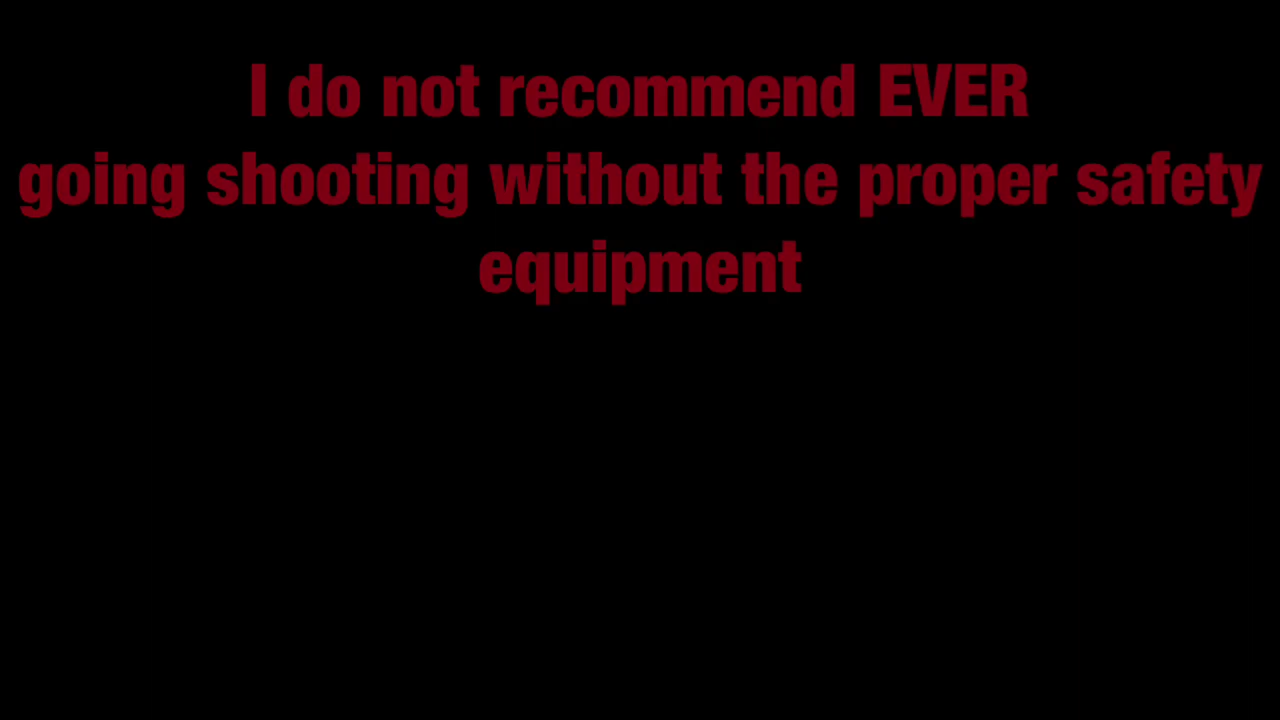 I do not recommend EVER
going shooting without the proper safety
equipment